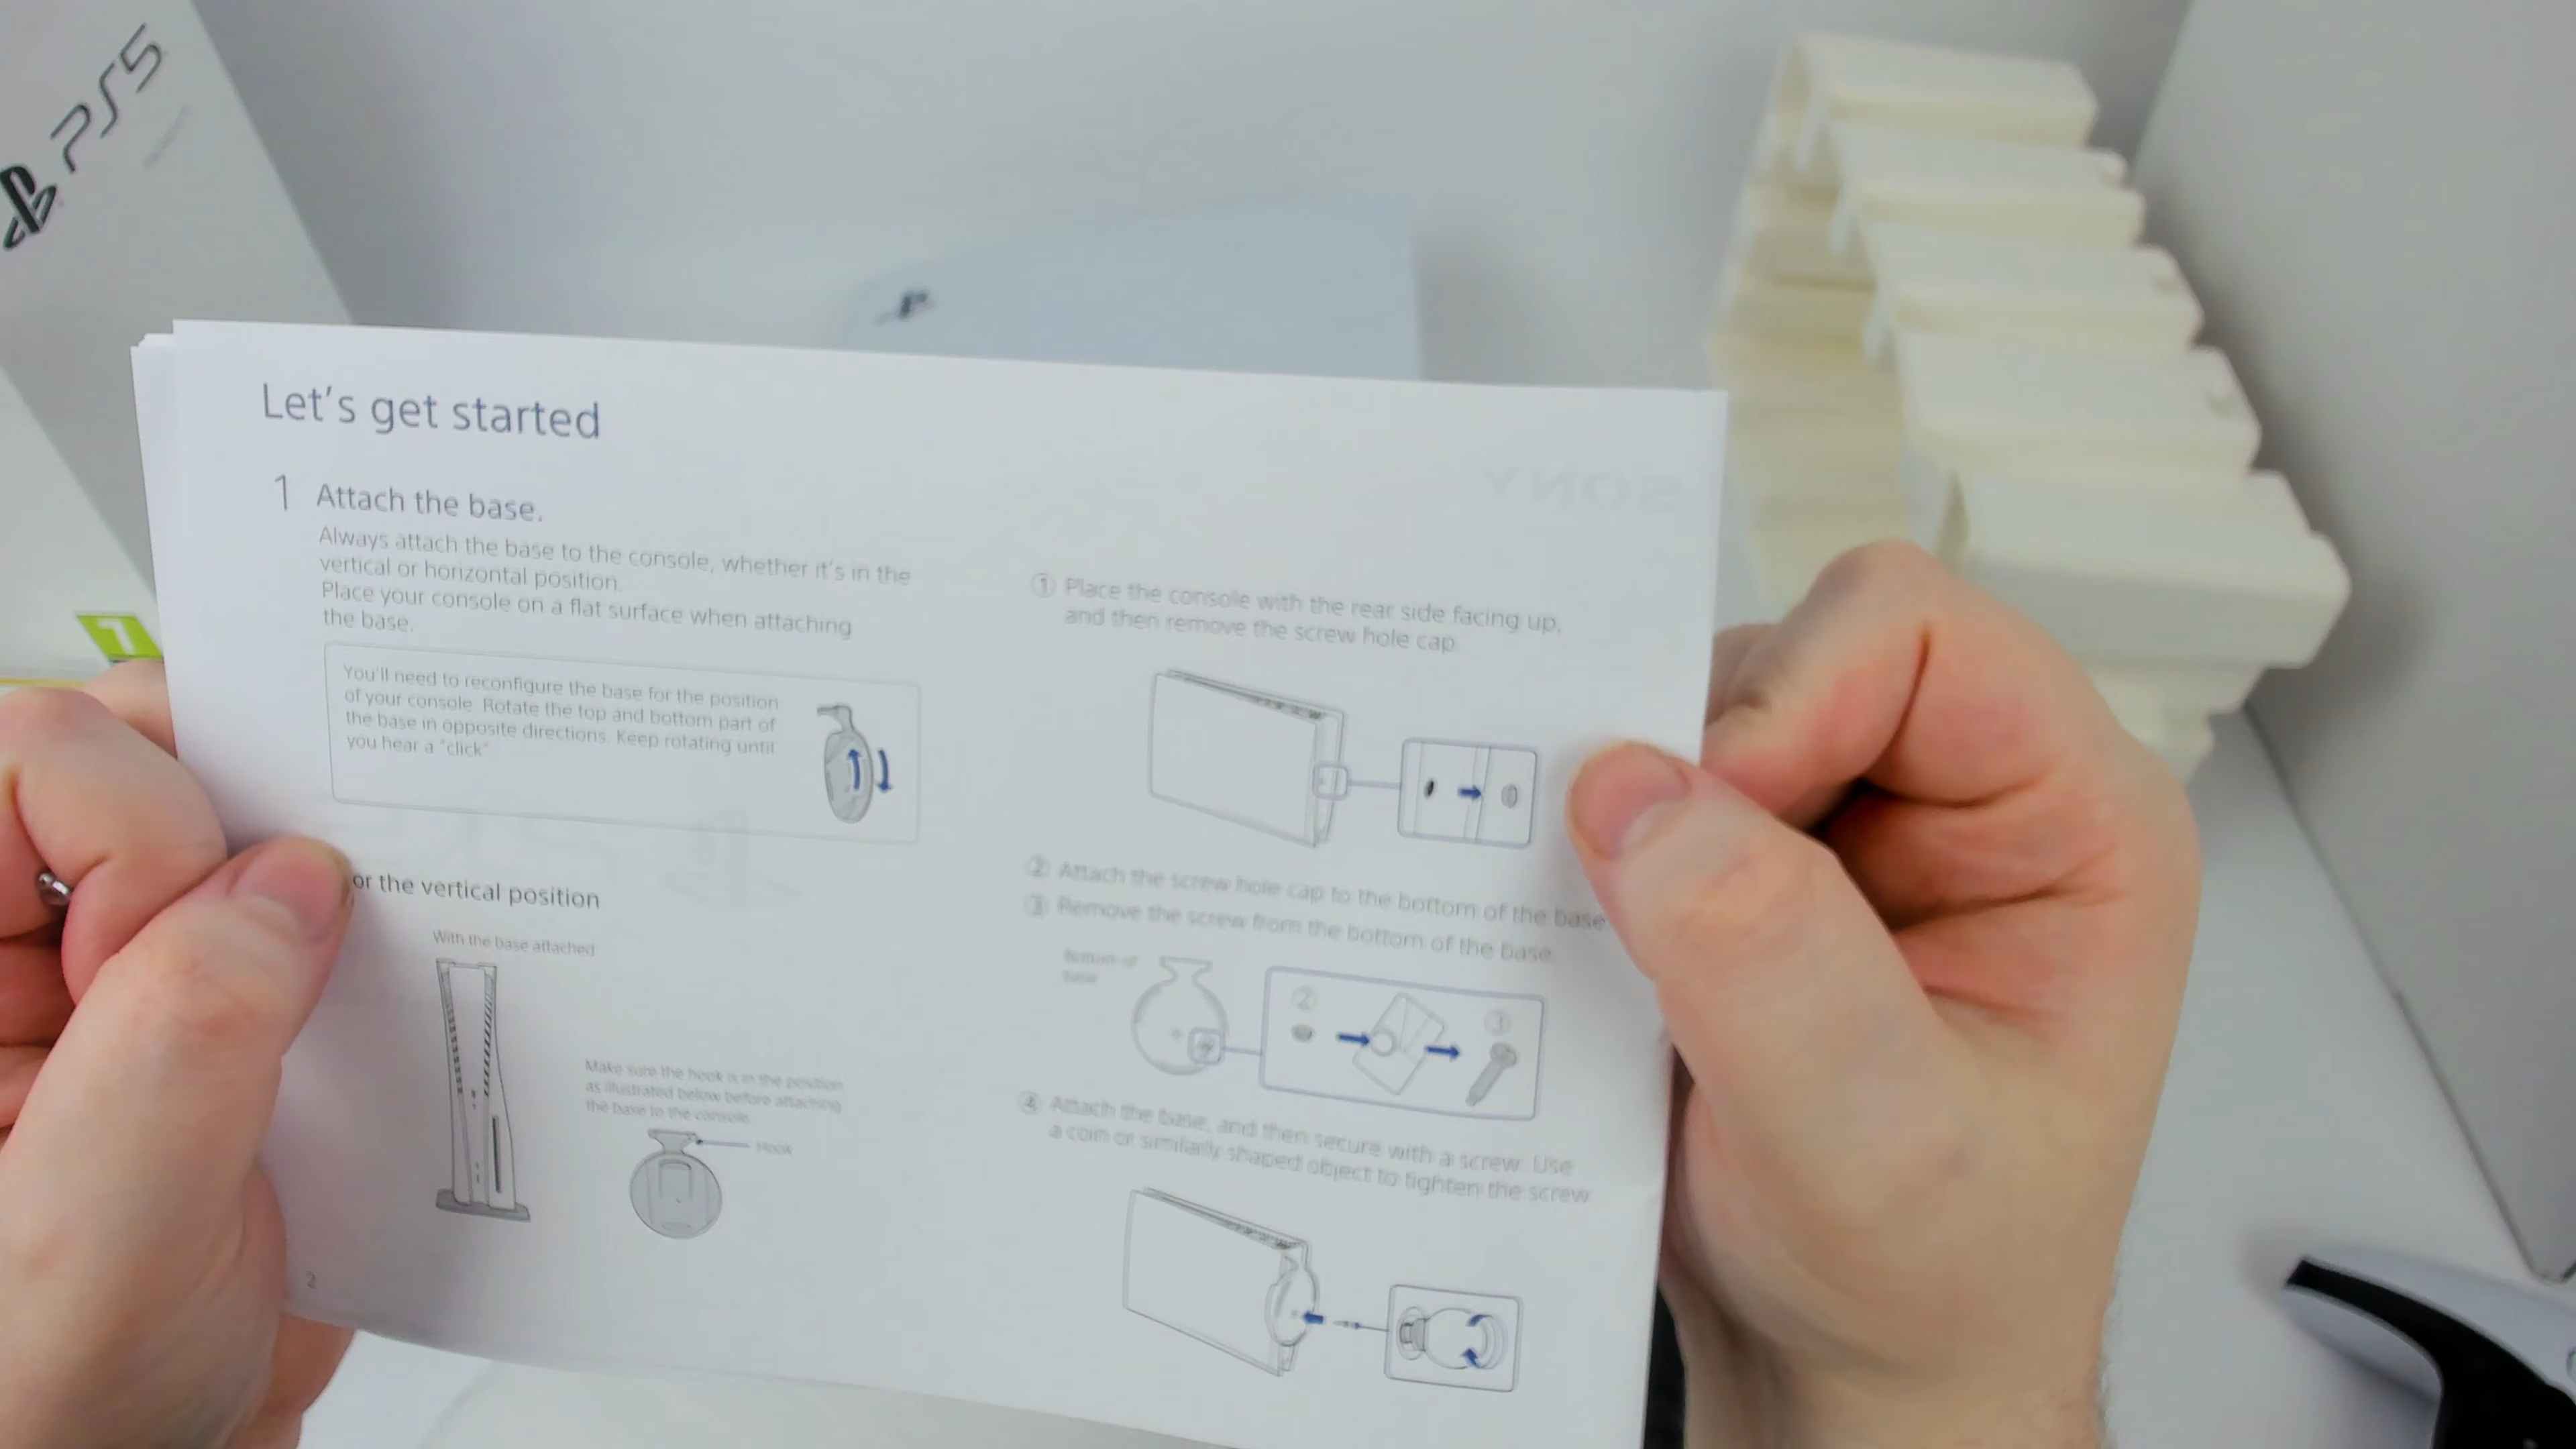 PS5
Let's get started
1 Attach the base.
Always attach the base to the console, whether it's in the
vertical or horizontal position.
Place your console on a flat surface when attaching
the base.
You'll need to reconfigure the base for the position
of your console. Rotate the top and bottom part of
the base in opposite directions. Keep rotating until
you hear a "click"
or the vertical position
With the base attached
Make sure the hook is in the position
as illustrated below before attaching
the base to the console
Hook
2
① Place the console with the rear side facing up,
and then remove the screw hole cap
SONY
② Attach the screw hole cap to the bottom of the base
③ Remove the screw from the bottom of the base
Bottom of
base
②
③
④ Attach the base, and then secure with a screw. Use
a coin or similarly shaped object to tighten the screw
1